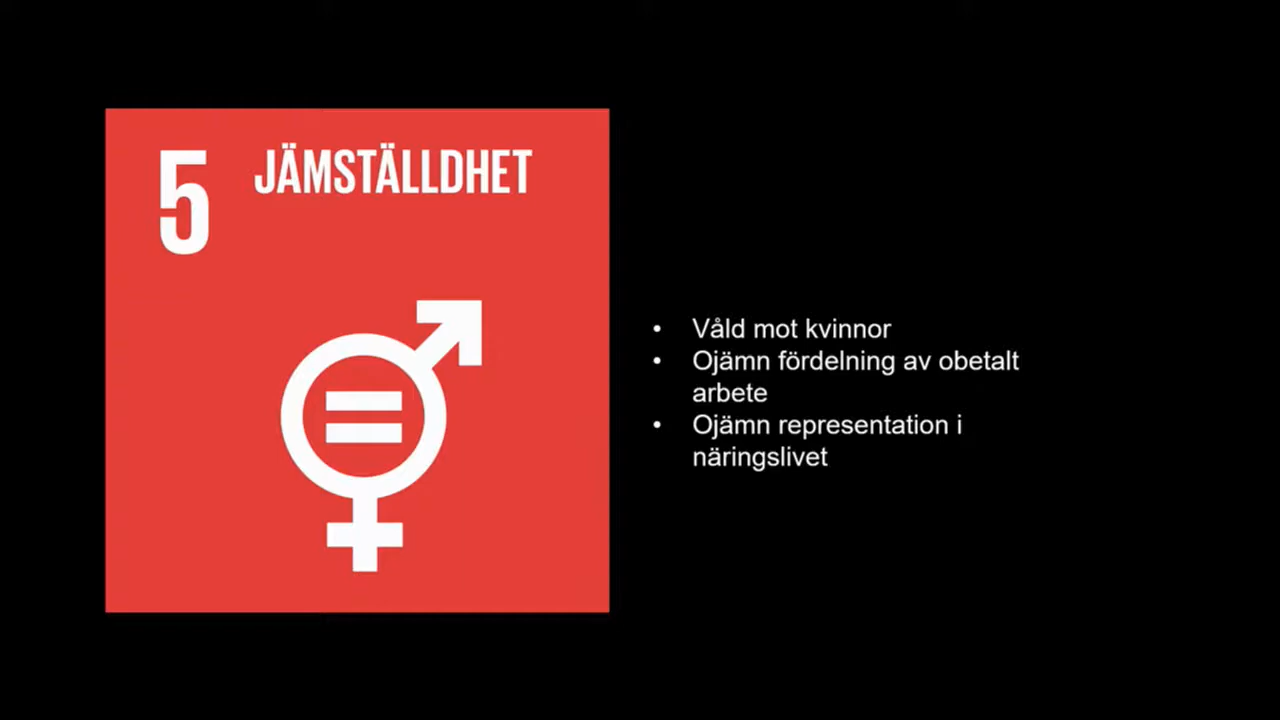 5 JÄMSTÄLLDHET
• Våld mot kvinnor
• Ojämn fördelning av obetalt
arbete
• Ojämn representation i
näringslivet